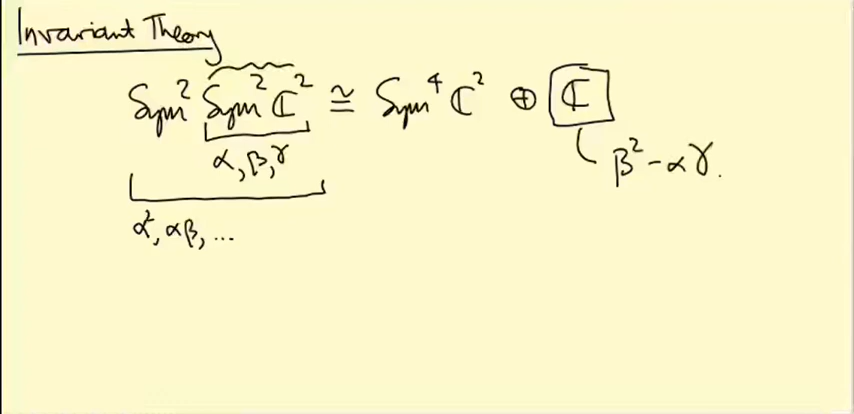 Invariant Theory
Sym² Sym² ℂ² ≅ Sym⁴ ℂ² ⊕ ℂ
α, β, γ
β² - αγ.
α², αβ, ...